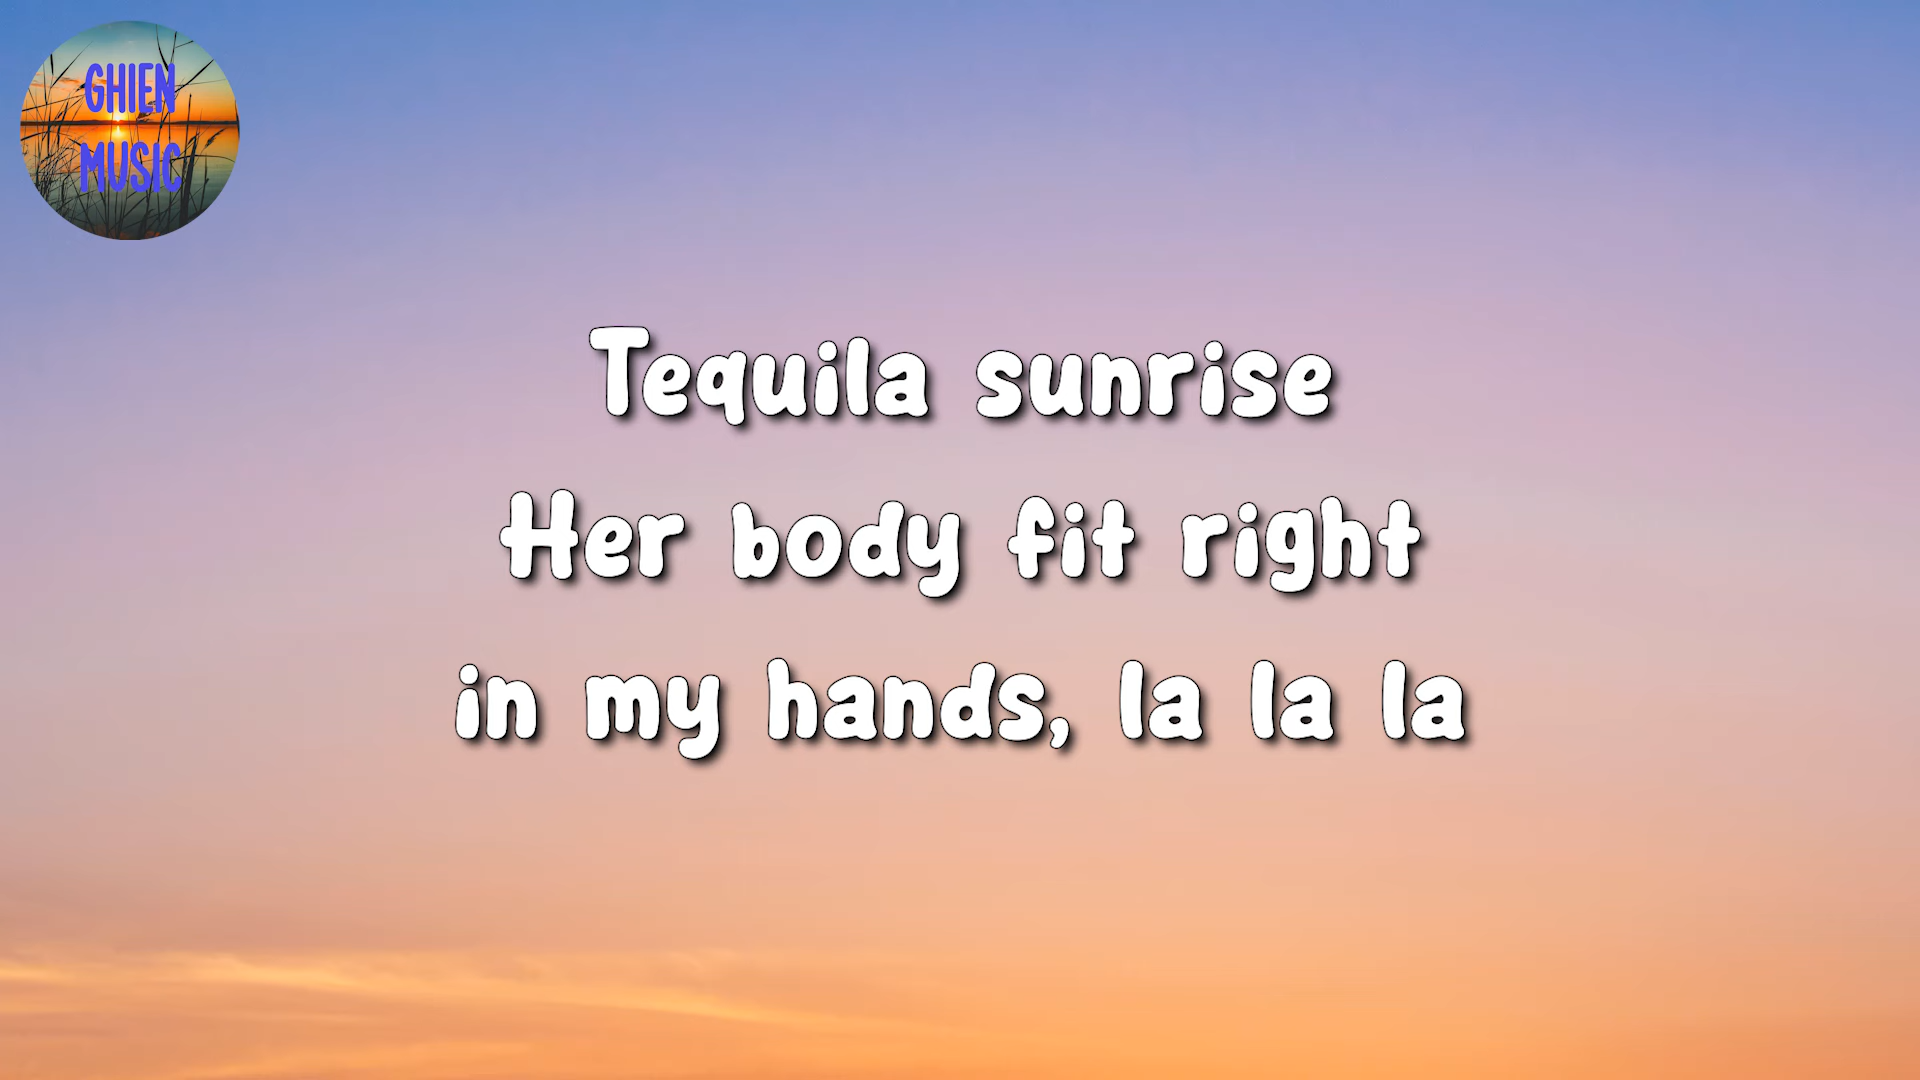 GHIEN
MUSIC
Tequila sunrise
Her body fit right
in my hands, la la la